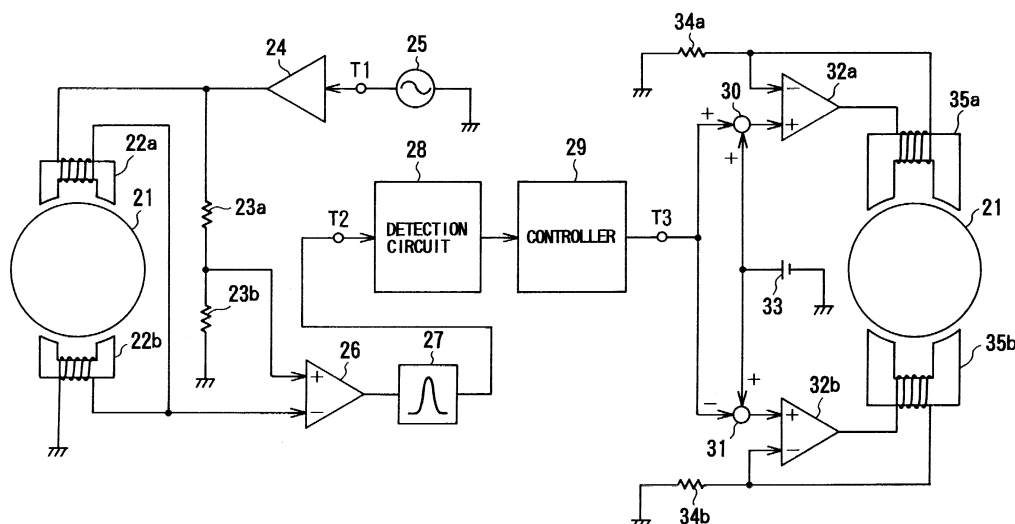 34a
24
25
T1
32a
30
35a
22a
+
−
+
+
28
29
21
23a
T2
DETECTION
CIRCUIT
CONTROLLER
T3
21
23b
33
22b
26
27
35b
+
−
+
−
+
−
32b
31
34b